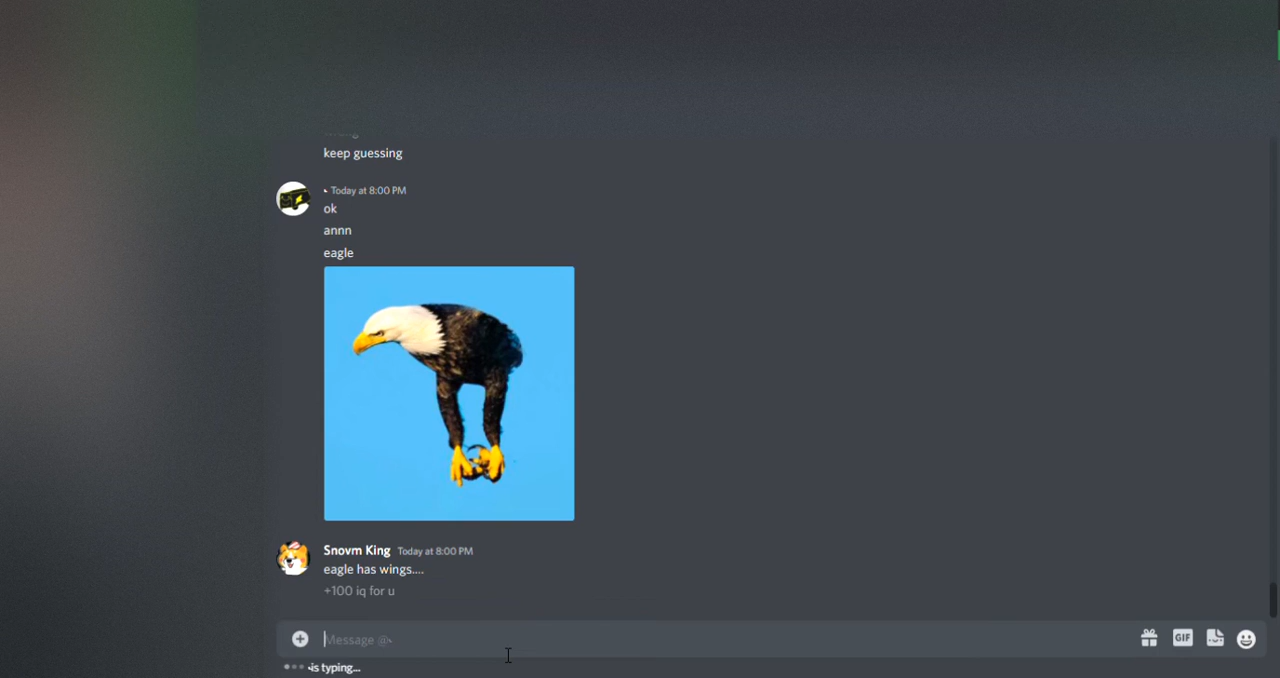 keep guessing
Today at 8:00 PM
ok
annn
eagle
Snovm King Today at 8:00 PM
eagle has wings....
+100 iq for u
Message @
GIF
is typing...